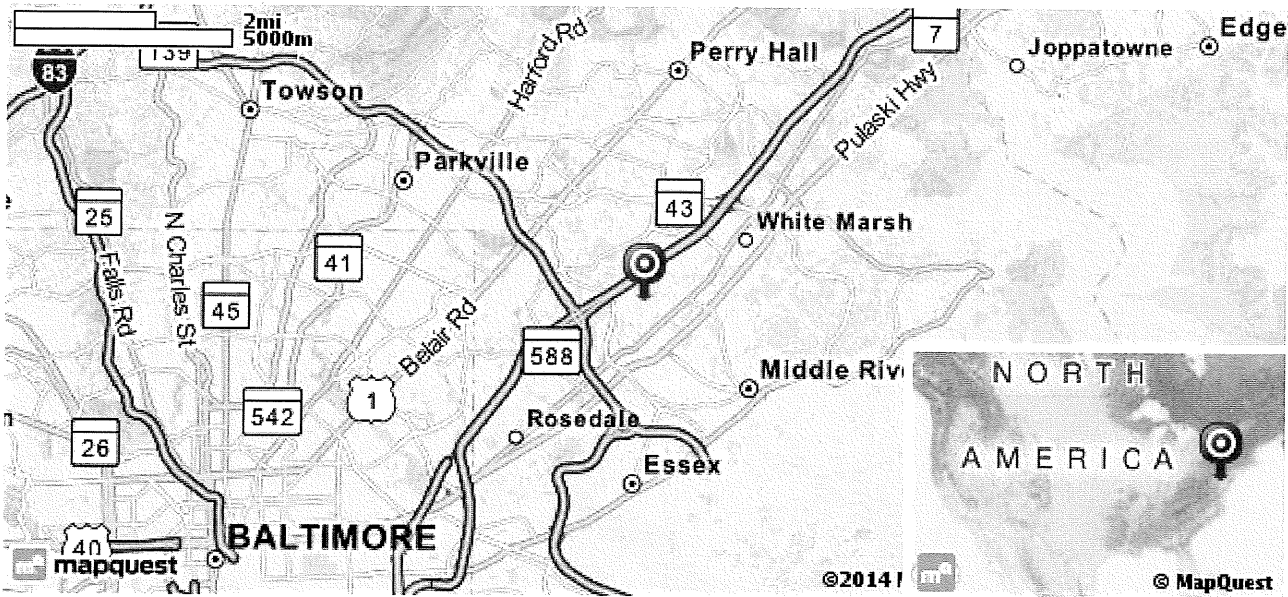 2mi
5000m
139
83
Towson
Harford Rd
Perry Hall
7
Joppatowne
Edge
Pulaski Hwy
Parkville
25
N Charles St
Falls Rd
41
45
43
White Marsh
Belair Rd
588
1
542
26
Rosedale
Middle Rive
Essex
40
BALTIMORE
mapquest
©2014
NORTH
AMERICA
m
© MapQuest